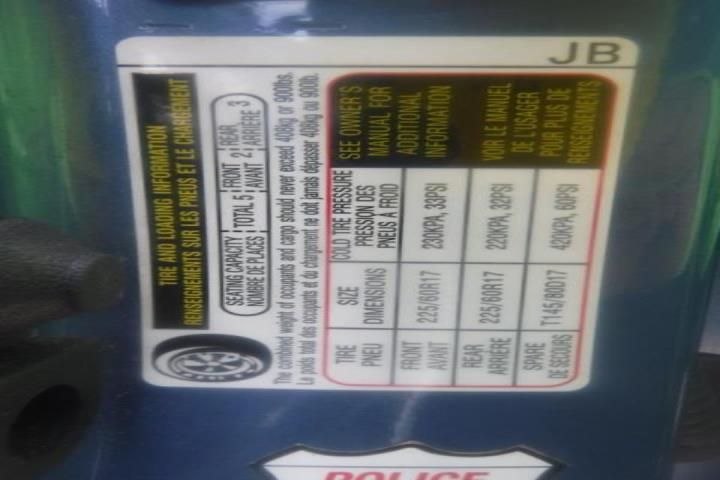 TIRE AND LOADING INFORMATION
RENSEIGNEMENTS SUR LES PNEUS ET LE CHARGEMENT
SEATING CAPACITY TOTAL 5 FRONT 2 REAR 3
NOMBRE DE PLACES AVANT ARRIÈRE
The combined weight of occupants and cargo should never exceed 408kg or 900lbs.
Le poids total des occupants et du chargement ne doit jamais dépasser 408kg ou 900lb.
TIRE SIZE COLD TIRE PRESSURE
PNEU DIMENSIONS PRESSION DES
PNEUS A FROID
FRONT 225/60R17 230KPA, 33PSI
AVANT
REAR 225/60R17 220KPA, 32PSI
ARRIÈRE
SPARE T145/80D17 420KPA, 60PSI
DE SECOURS
SEE OWNER'S
MANUAL FOR
ADDITIONAL
INFORMATION
VOIR LE MANUEL
DE L'USAGER
POUR PLUS DE
RENSEIGNEMENTS
JB
POLICE